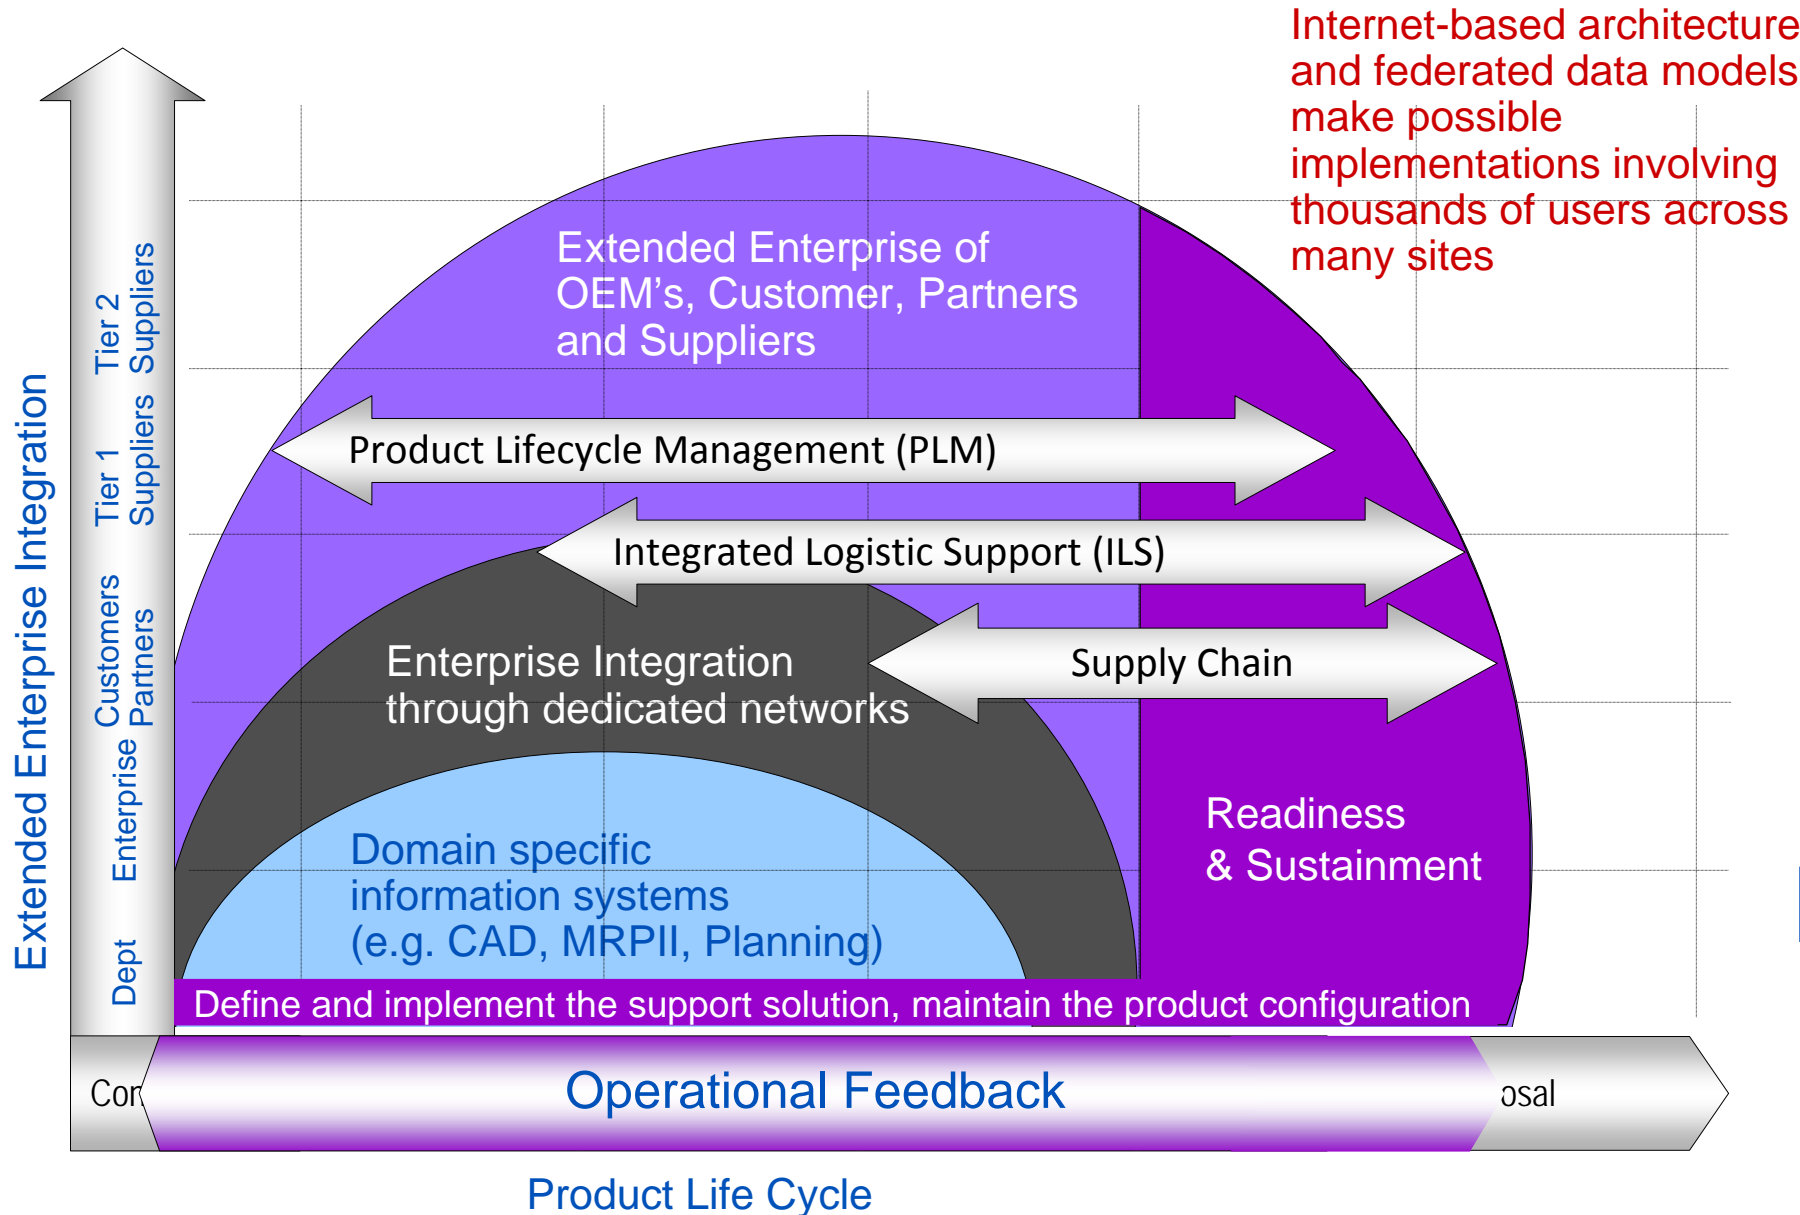 Internet-based architecture
and federated data models
make possible
implementations involving
thousands of users across
many sites
Extended Enterprise of
OEM's, Customer, Partners
and Suppliers
Product Lifecycle Management (PLM)
Integrated Logistic Support (ILS)
Supply Chain
Enterprise Integration
through dedicated networks
Readiness
& Sustainment
Domain specific
information systems
(e.g. CAD, MRPII, Planning)
Define and implement the support solution, maintain the product configuration
Extended Enterprise Integration
Tier 2
Suppliers
Tier 1
Suppliers
Customers
Partners
Enterprise
Dept
Operational Feedback
Product Life Cycle